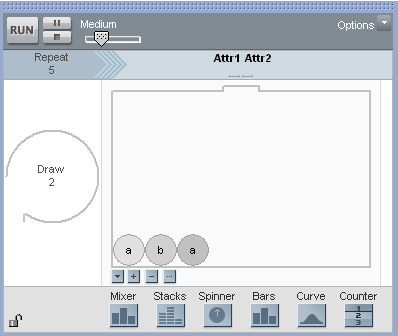 RUN
Medium
Options
Repeat
5
Attr1 Attr2
Draw
2
a b a
Mixer Stacks Spinner Bars Curve Counter
1
2
3